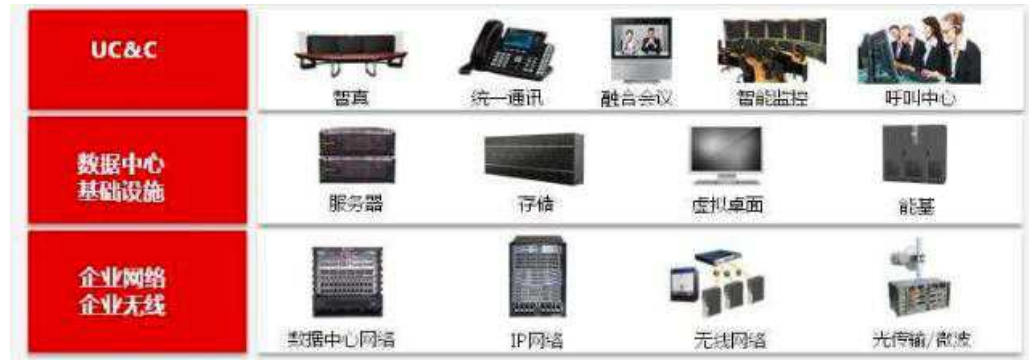 UC&C
智真
统一通讯
融合会议
智能监控
呼叫中心
数据中心
基础设施
服务器
存储
虚拟桌面
能基
企业网络
企业无线
数据中心网络
IP网络
无线网络
光传输/微波